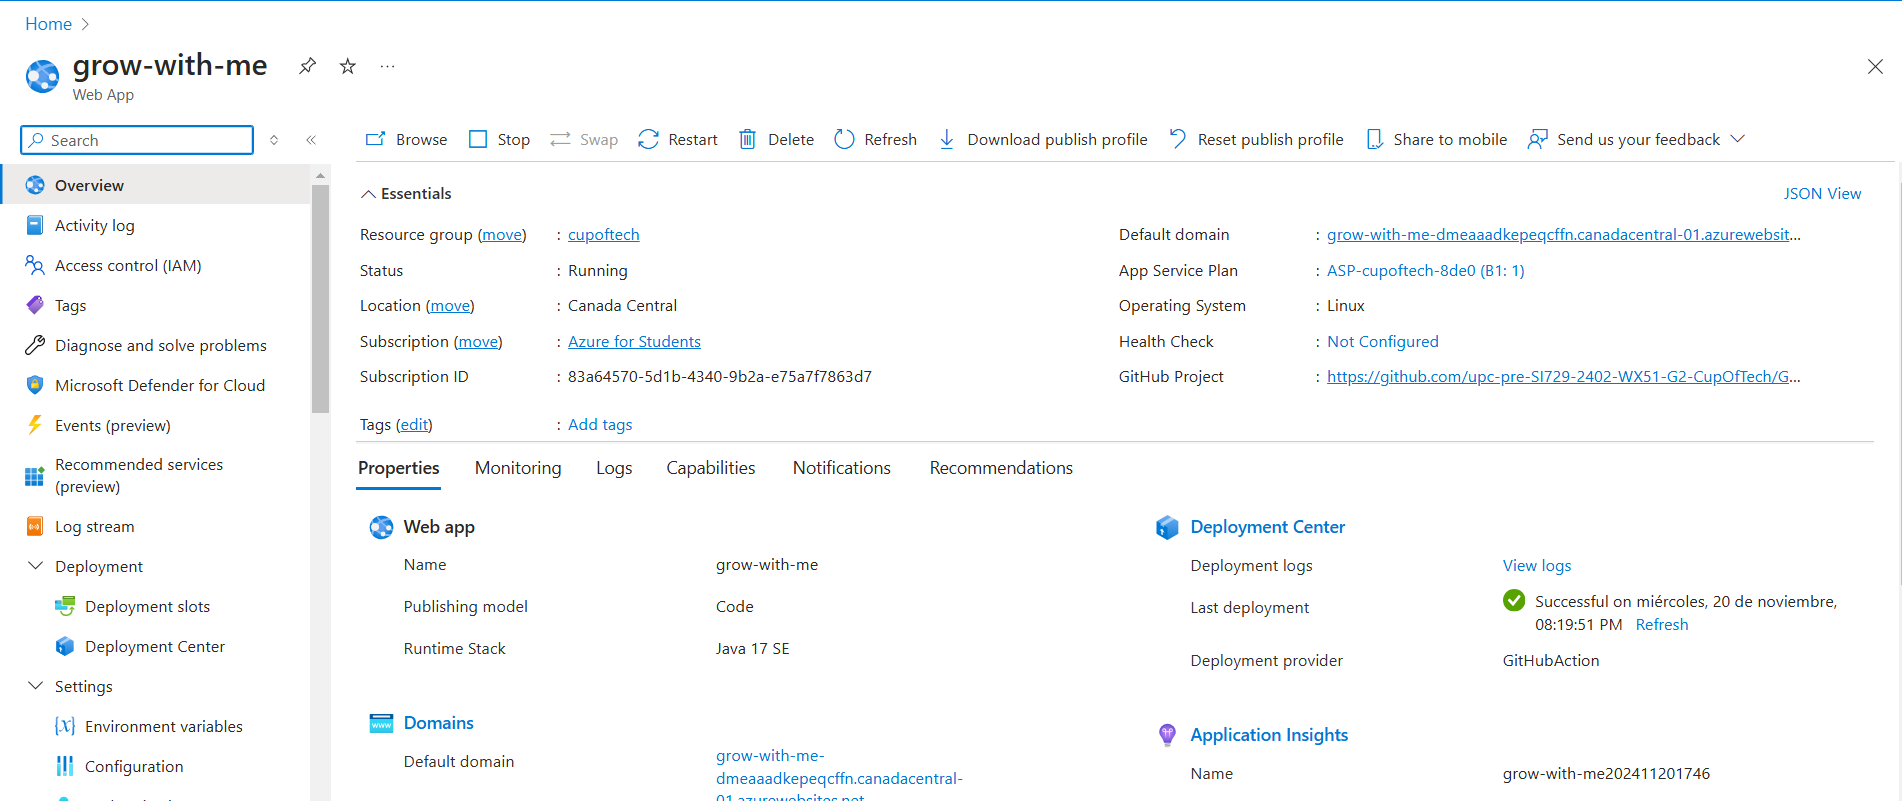 Home
grow-with-me
Web App
Search
Overview
Activity log
Access control (IAM)
Tags
Diagnose and solve problems
Microsoft Defender for Cloud
Events (preview)
Recommended services
(preview)
Log stream
Deployment
Deployment slots
Deployment Center
Settings
Environment variables
Configuration
Browse Stop Swap Restart Delete Refresh Download publish profile Reset publish profile Share to mobile Send us your feedback
Essentials JSON View
Resource group (move) : cupoftech
Status : Running
Location (move) : Canada Central
Subscription (move) : Azure for Students
Subscription ID : 83a64570-5d1b-4340-9b2a-e75a7f7863d7
Default domain : grow-with-me-dmeaaadkepeqcffn.canadacentral-01.azurewebsit...
App Service Plan : ASP-cupoftech-8de0 (B1: 1)
Operating System : Linux
Health Check : Not Configured
GitHub Project : https://github.com/upc-pre-SI729-2402-WX51-G2-CupOfTech/G...
Tags (edit) : Add tags
Properties Monitoring Logs Capabilities Notifications Recommendations
Web app
Name grow-with-me
Publishing model Code
Runtime Stack Java 17 SE
www Domains
Default domain grow-with-me-
dmeaaadkepeqcffn.canadacentral-
01.azurewebsites.net
Deployment Center
Deployment logs View logs
Last deployment Successful on miércoles, 20 de noviembre,
08:19:51 PM Refresh
Deployment provider GitHubAction
Application Insights
Name grow-with-me202411201746